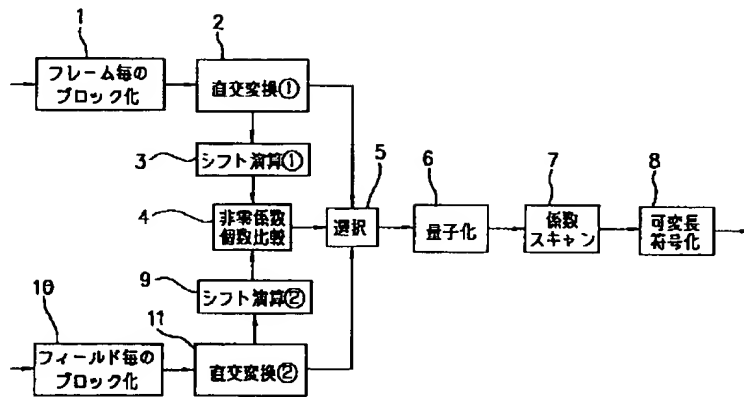 1
フレーム毎の
ブロック化
2
直交変換①
3
シフト演算①
4
非零係数
個数比較
5
選択
6
量子化
7
係数
スキャン
8
可変長
符号化
9
シフト演算②
10
フィールド毎の
ブロック化
11
直交変換②